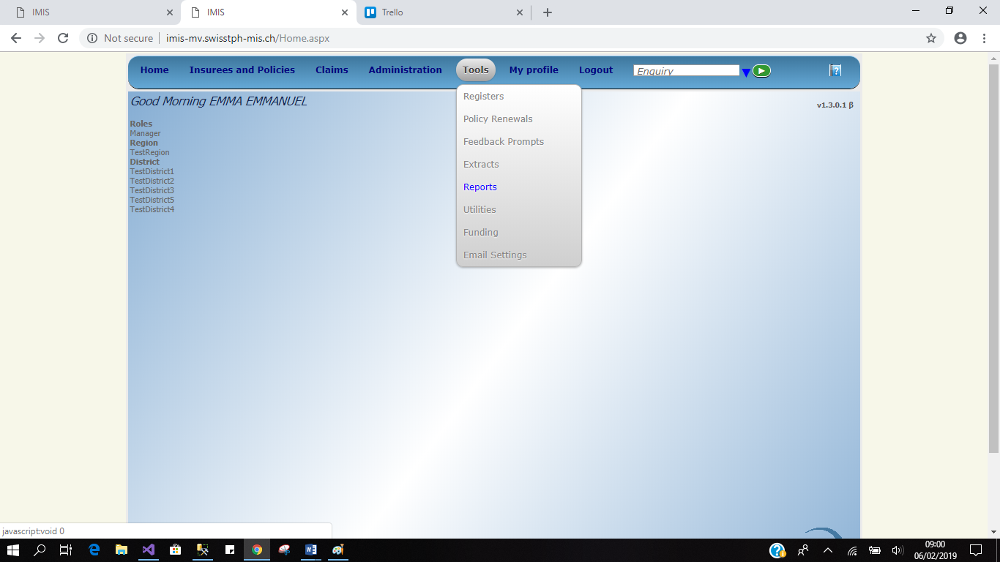 IMIS
IMIS
Trello
Not secure
imis-mv.swisstph-mis.ch/Home.aspx
Home
Insurees and Policies
Claims
Administration
Tools
My profile
Logout
Enquiry
Good Morning EMMA EMMANUEL
v1.3.0.1 β
Roles
Manager
Region
TestRegion
District
TestDistrict1
TestDistrict2
TestDistrict3
TestDistrict5
TestDistrict4
Registers
Policy Renewals
Feedback Prompts
Extracts
Reports
Utilities
Funding
Email Settings
javascript:void 0
09:00
06/02/2019